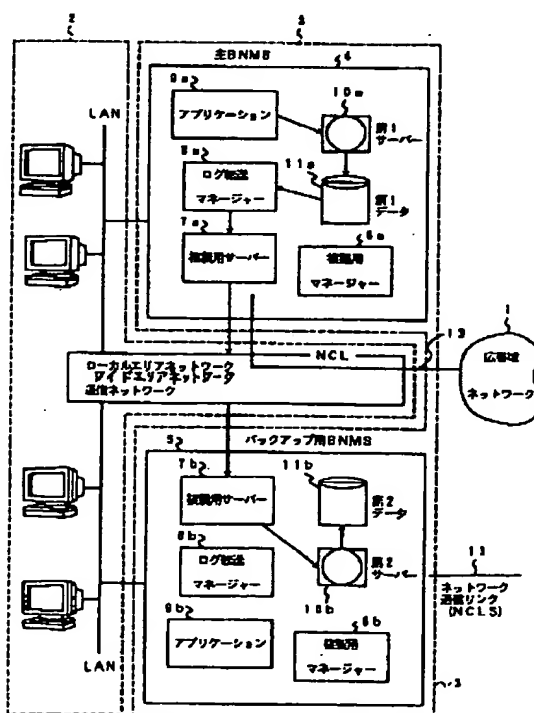 2
3
主BNMS
4
LAN
9a
アプリケーション
10a
第1
サーバー
8a
ログ転送
マネージャー
11a
第1
データ
7a
複製用サーバー
6a
複製用
マネージャー
13
1
広帯域
ネットワーク
NCL
ローカルエリアネットワーク
ワイドエリアネットワーク
通信ネットワーク
5
バックアップ用BNMS
7b
複製用サーバー
11b
第2
データ
8b
ログ転送
マネージャー
第2
サーバー
10b
9b
アプリケーション
6b
複製用
マネージャー
13
ネットワーク
通信リンク
(NCLS)
LAN
3